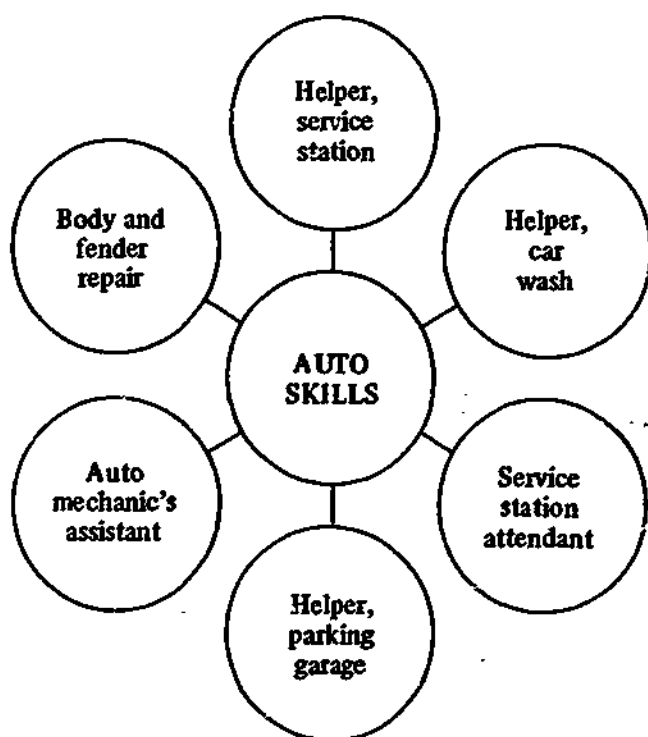 Helper,
service
station
Body and
fender
repair
Helper,
car
wash
AUTO
SKILLS
Auto
mechanic's
assistant
Service
station
attendant
Helper,
parking
garage